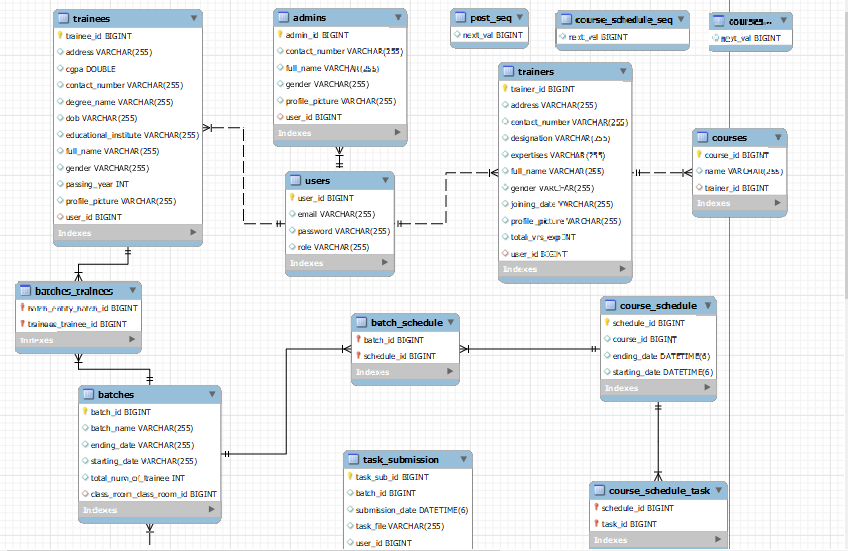 trainees
trainee_id BIGINT
address VARCHAR(255)
cgpa DOUBLE
contact_number VARCHAR(255)
degree_name VARCHAR(255)
dob VARCHAR(255)
educational_institute VARCHAR(255)
full_name VARCHAR(255)
gender VARCHAR(255)
passing_year INT
profile_picture VARCHAR(255)
user_id BIGINT
Indexes
admins
admin_id BIGINT
contact_number VARCHAR(255)
full_name VARCHAR(255)
gender VARCHAR(255)
profile_picture VARCHAR(255)
user_id BIGINT
Indexes
post_seq
next_val BIGINT
course_schedule_seq
next_val BIGINT
next_val BIGINT
trainers
trainer_id BIGINT
address VARCHAR(255)
contact_number VARCHAR(255)
designation VARCHAR(255)
expertises VARCHAR(255)
full_name VARCHAR(255)
gender VARCHAR(255)
joining_date VARCHAR(255)
profile_picture VARCHAR(255)
total_yrs_exp INT
user_id BIGINT
Indexes
courses
course_id BIGINT
name VARCHAR(255)
trainer_id BIGINT
Indexes
users
user_id BIGINT
email VARCHAR(255)
password VARCHAR(255)
role VARCHAR(255)
Indexes
batches_trainees
batch_entity_batch_id BIGINT
trainees_trainee_id BIGINT
Indexes
batch_schedule
batch_id BIGINT
schedule_id BIGINT
Indexes
course_schedule
schedule_id BIGINT
course_id BIGINT
ending_date DATETIME(6)
starting_date DATETIME(6)
Indexes
batches
batch_id BIGINT
batch_name VARCHAR(255)
ending_date VARCHAR(255)
starting_date VARCHAR(255)
total_num_of_trainee INT
class_room_class_room_id BIGINT
Indexes
task_submission
task_sub_id BIGINT
batch_id BIGINT
submission_date DATETIME(6)
task_file VARCHAR(255)
user_id BIGINT
course_schedule_task
schedule_id BIGINT
task_id BIGINT
Indexes